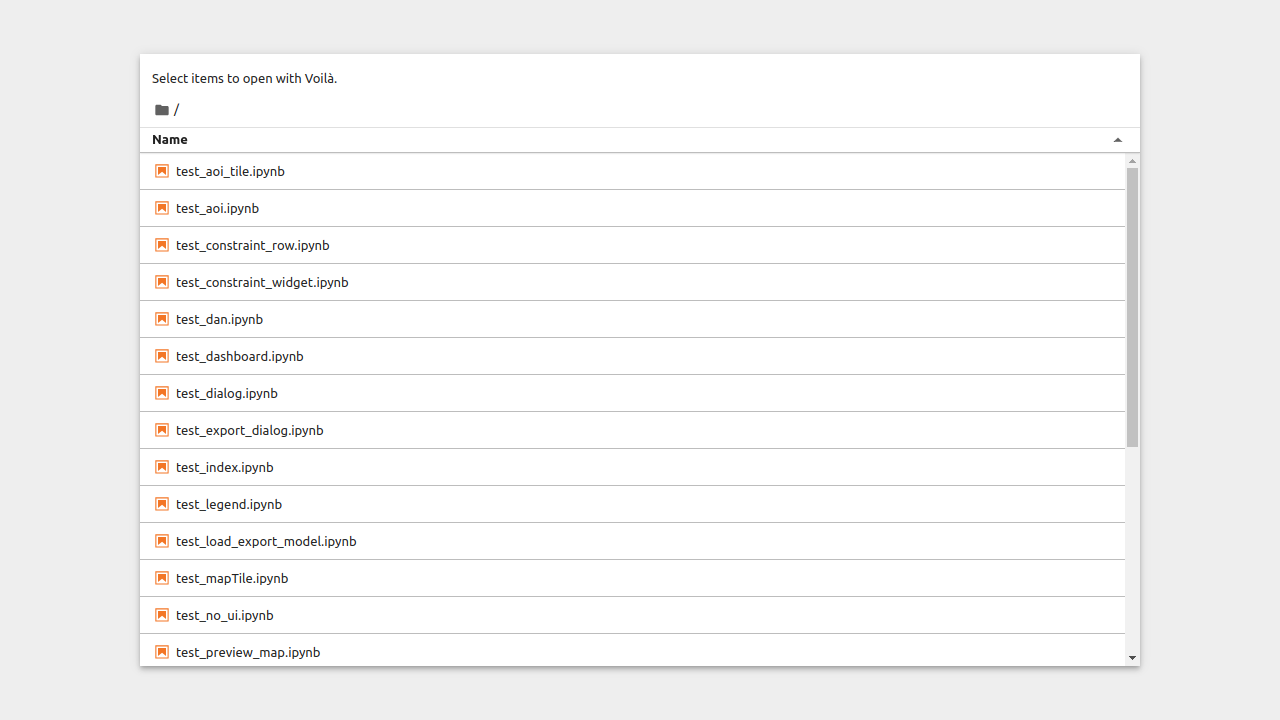 Select items to open with Voilà.
/
Name
test_aoi_tile.ipynb
test_aoi.ipynb
test_constraint_row.ipynb
test_constraint_widget.ipynb
test_dan.ipynb
test_dashboard.ipynb
test_dialog.ipynb
test_export_dialog.ipynb
test_index.ipynb
test_legend.ipynb
test_load_export_model.ipynb
test_mapTile.ipynb
test_no_ui.ipynb
test_preview_map.ipynb